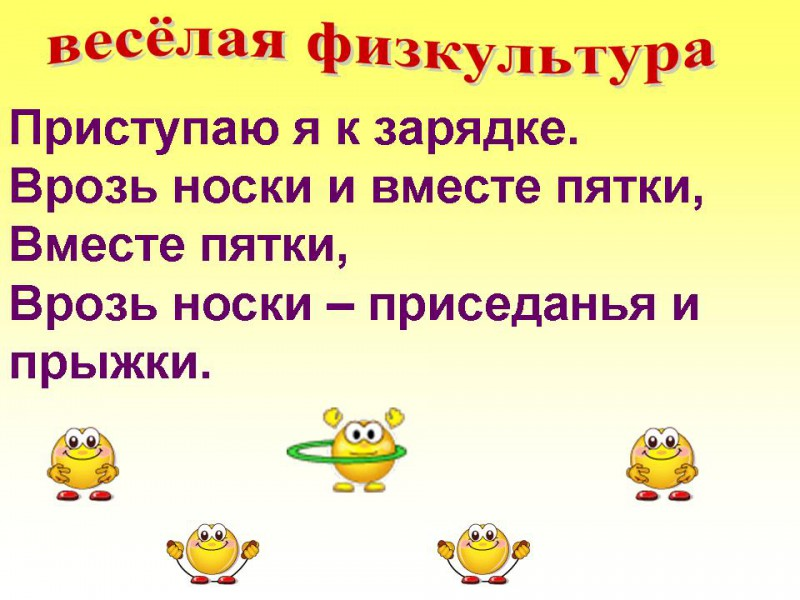 весёлая физкультура
Приступаю я к зарядке.
Врозь носки и вместе пятки,
Вместе пятки,
Врозь носки – приседанья и
прыжки.